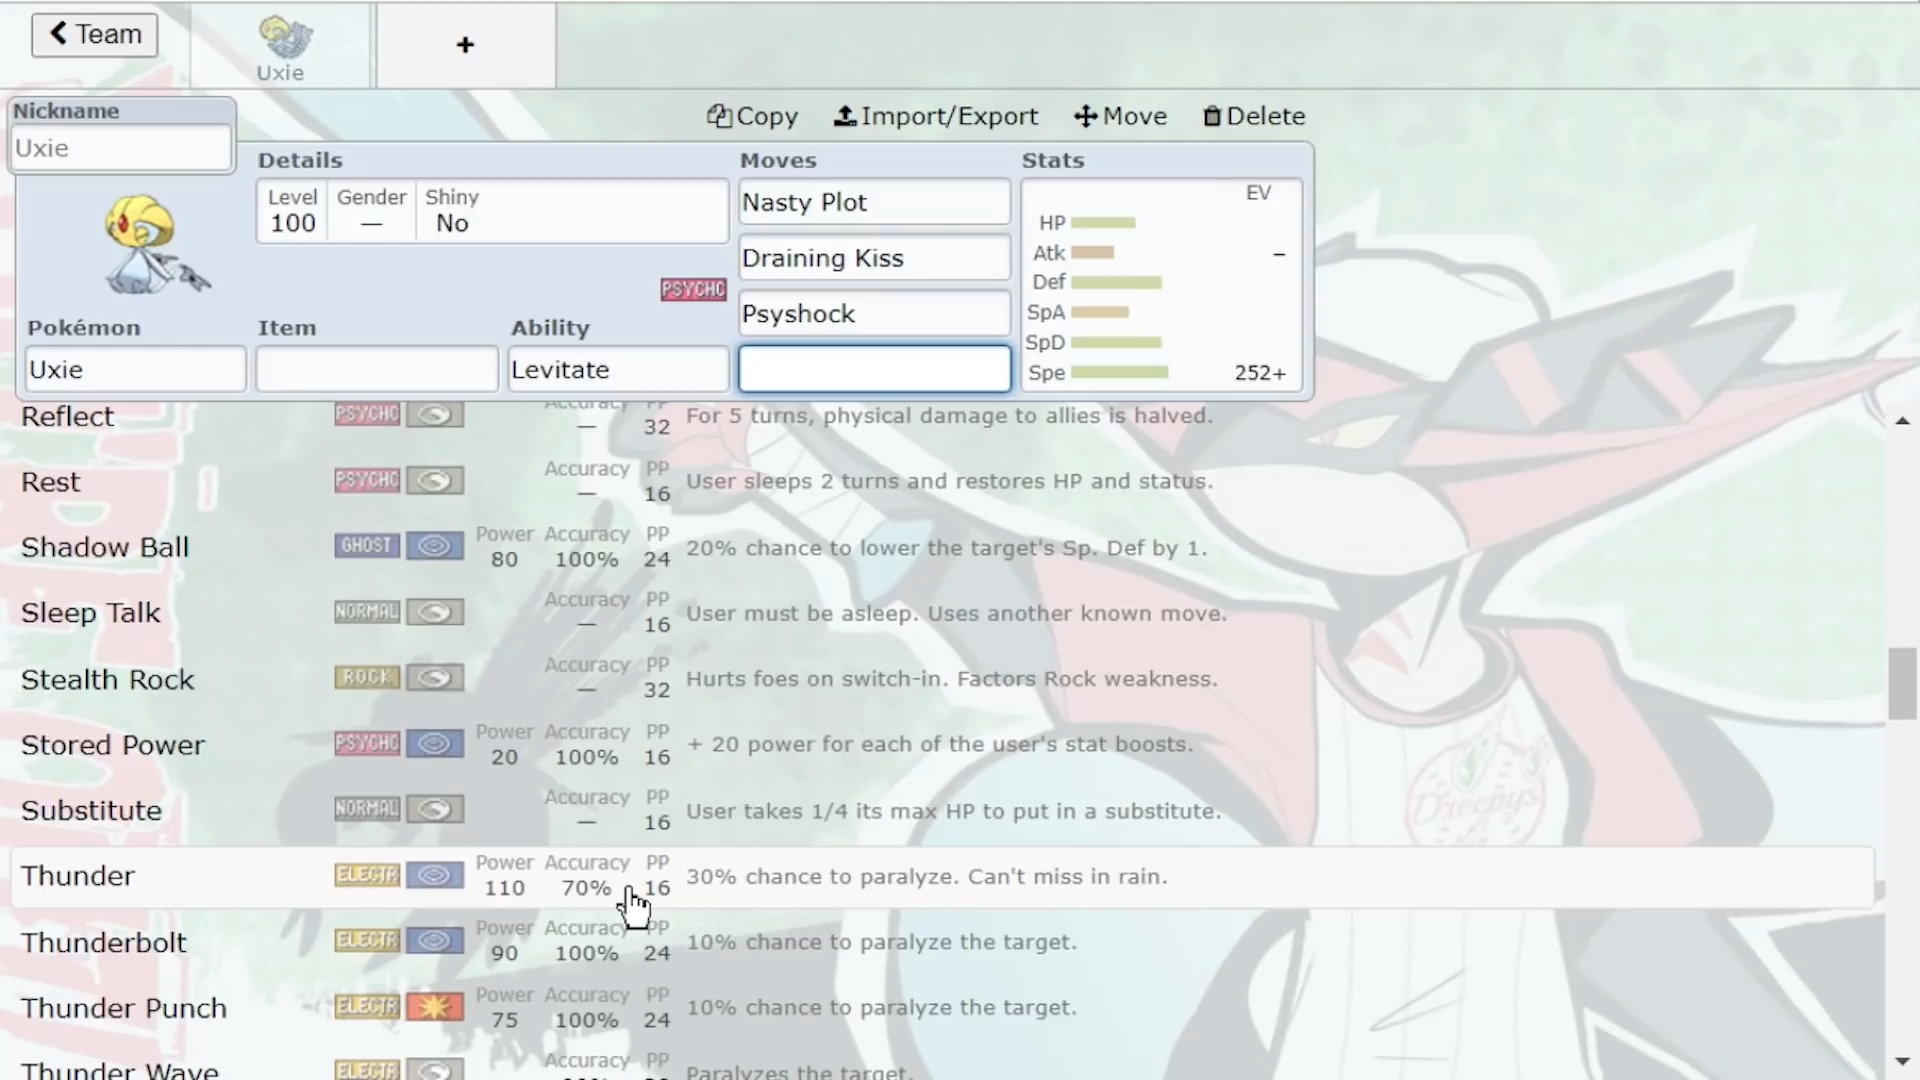 Team
Uxie
+
Nickname
Uxie
Copy
Import/Export
Move
Delete
Details
Level
100
Gender
—
Shiny
No
PSYCHC
Pokémon
Uxie
Item
Ability
Levitate
Moves
Nasty Plot
Draining Kiss
Psyshock
Stats
EV
HP
Atk –
Def
SpA
SpD
Spe 252+
Reflect PSYCHC Accuracy — PP 32 For 5 turns, physical damage to allies is halved.
Rest PSYCHC Accuracy — PP 16 User sleeps 2 turns and restores HP and status.
Shadow Ball GHOST Power 80 Accuracy 100% PP 24 20% chance to lower the target's Sp. Def by 1.
Sleep Talk NORMAL Accuracy — PP 16 User must be asleep. Uses another known move.
Stealth Rock ROCK Accuracy — PP 32 Hurts foes on switch-in. Factors Rock weakness.
Stored Power PSYCHC Power 20 Accuracy 100% PP 16 + 20 power for each of the user's stat boosts.
Substitute NORMAL Accuracy — PP 16 User takes 1/4 its max HP to put in a substitute.
Thunder ELECTR Power 110 Accuracy 70% PP 16 30% chance to paralyze. Can't miss in rain.
Thunderbolt ELECTR Power 90 Accuracy 100% PP 24 10% chance to paralyze the target.
Thunder Punch ELECTR Power 75 Accuracy 100% PP 24 10% chance to paralyze the target.
Thunder Wave ELECTR Accuracy PP Paralyzes the target.
Dreepys